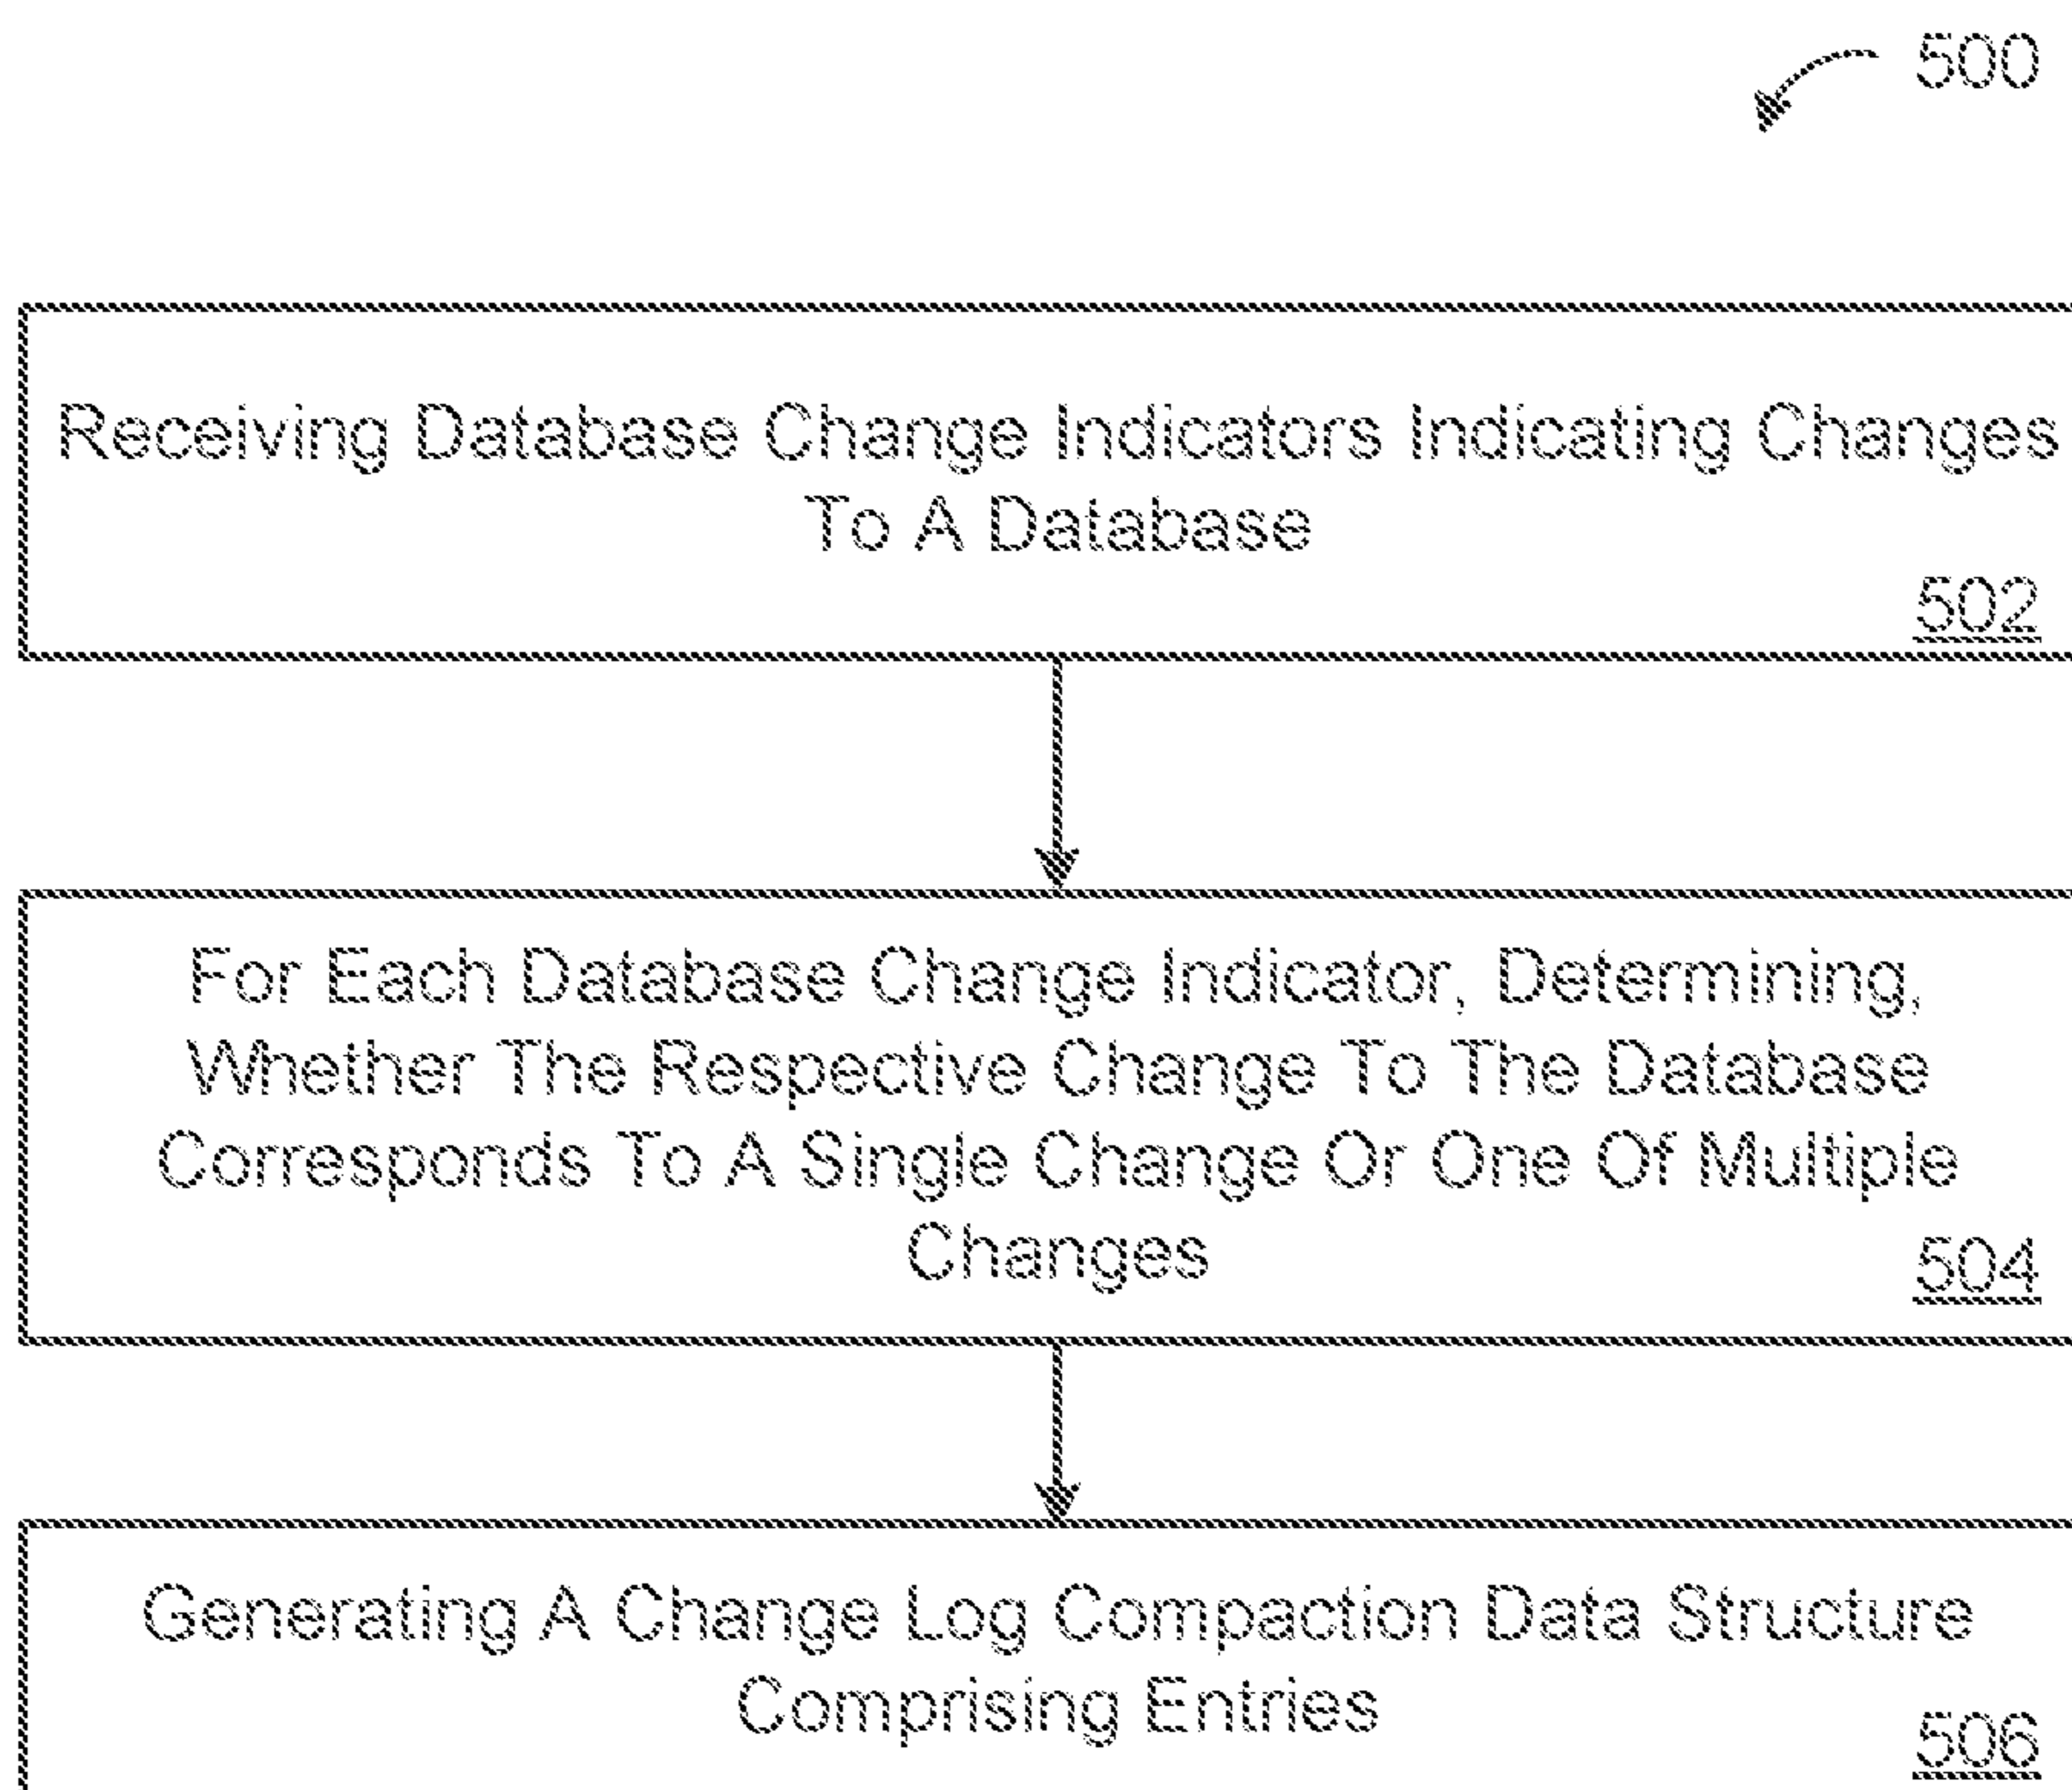 500
Receiving Database Change Indicators Indicating Changes
To A Database
502
For Each Database Change Indicator, Determining,
Whether The Respective Change To The Database
Corresponds To A Single Change Or One Of Multiple
Changes
504
Generating A Change Log Compaction Data Structure
Comprising Entries
506